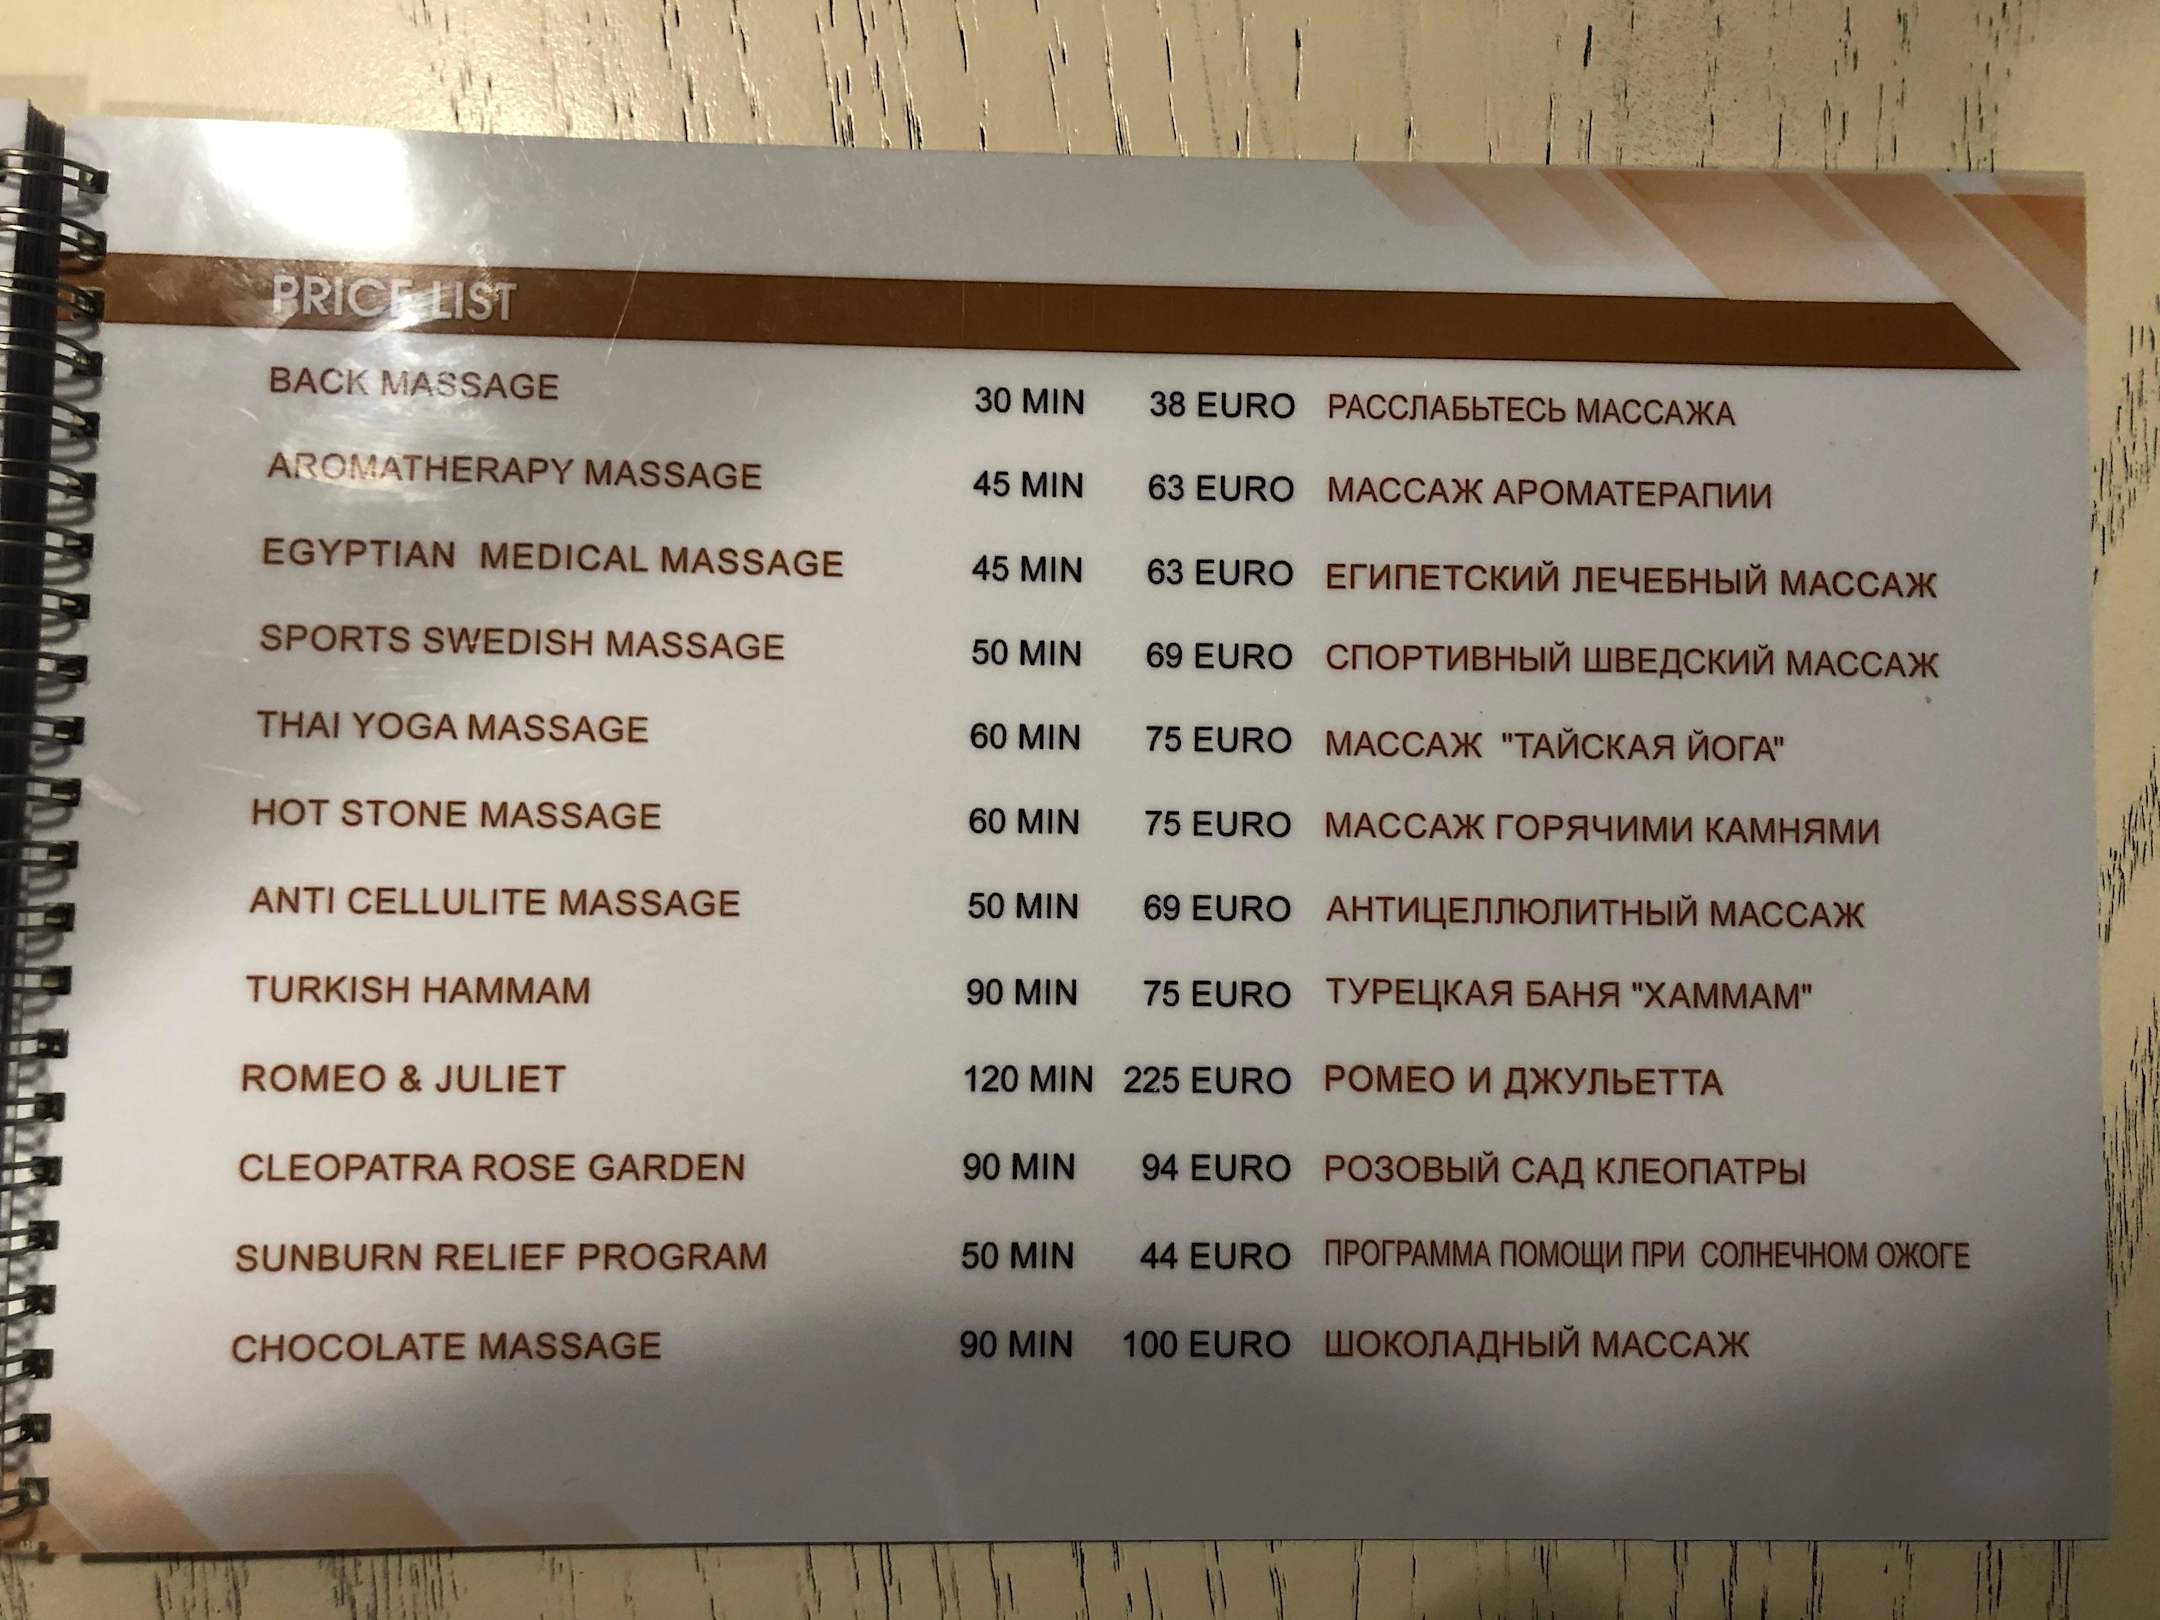 PRICE LIST
BACK MASSAGE 30 MIN 38 EURO РАССЛАБЬТЕСЬ МАССАЖА
AROMATHERAPY MASSAGE 45 MIN 63 EURO МАССАЖ АРОМАТЕРАПИИ
EGYPTIAN MEDICAL MASSAGE 45 MIN 63 EURO ЕГИПЕТСКИЙ ЛЕЧЕБНЫЙ МАССАЖ
SPORTS SWEDISH MASSAGE 50 MIN 69 EURO СПОРТИВНЫЙ ШВЕДСКИЙ МАССАЖ
THAI YOGA MASSAGE 60 MIN 75 EURO МАССАЖ "ТАЙСКАЯ ЙОГА"
HOT STONE MASSAGE 60 MIN 75 EURO МАССАЖ ГОРЯЧИМИ КАМНЯМИ
ANTI CELLULITE MASSAGE 50 MIN 69 EURO АНТИЦЕЛЛЮЛИТНЫЙ МАССАЖ
TURKISH HAMMAM 90 MIN 75 EURO ТУРЕЦКАЯ БАНЯ "ХАММАМ"
ROMEO & JULIET 120 MIN 225 EURO РОМЕО И ДЖУЛЬЕТТА
CLEOPATRA ROSE GARDEN 90 MIN 94 EURO РОЗОВЫЙ САД КЛЕОПАТРЫ
SUNBURN RELIEF PROGRAM 50 MIN 44 EURO ПРОГРАММА ПОМОЩИ ПРИ СОЛНЕЧНОМ ОЖОГЕ
CHOCOLATE MASSAGE 90 MIN 100 EURO ШОКОЛАДНЫЙ МАССАЖ